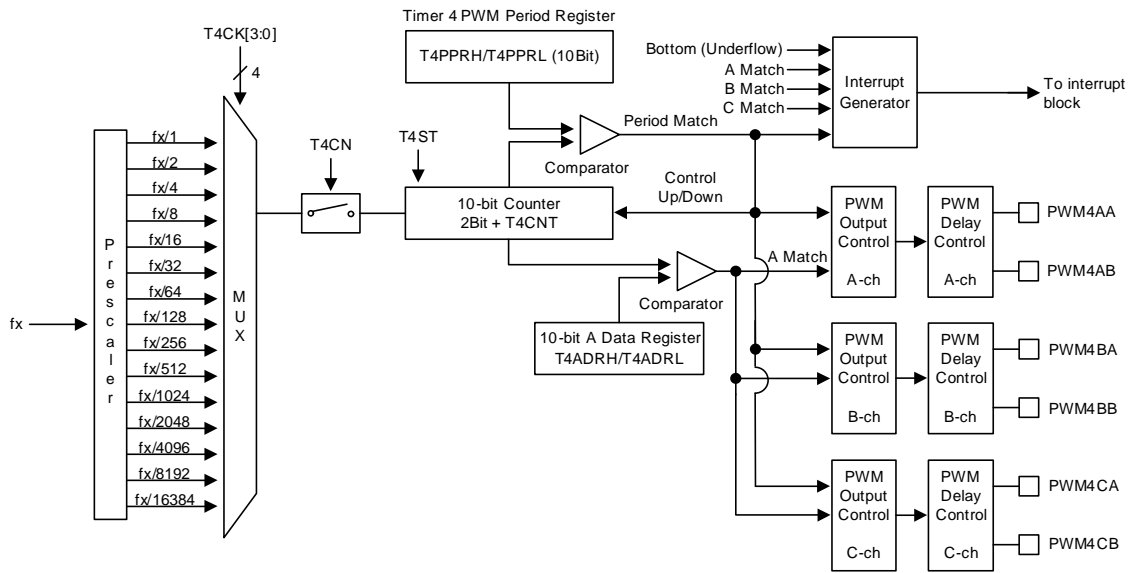 Timer 4 PWM Period Register
T4CK[3:0]
4
T4PPRH/T4PPRL (10Bit)
Bottom (Underflow)
A Match
B Match
C Match
Interrupt
Generator
To interrupt
block
Period Match
Comparator
fx
Prescaler
fx/1
fx/2
fx/4
fx/8
fx/16
fx/32
fx/64
fx/128
fx/256
fx/512
fx/1024
fx/2048
fx/4096
fx/8192
fx/16384
MUX
T4CN
T4ST
10-bit Counter
2Bit + T4CNT
Control
Up/Down
A Match
Comparator
10-bit A Data Register
T4ADRH/T4ADRL
PWM
Output
Control
A-ch
PWM
Delay
Control
A-ch
PWM4AA
PWM4AB
PWM
Output
Control
B-ch
PWM
Delay
Control
B-ch
PWM4BA
PWM4BB
PWM
Output
Control
C-ch
PWM
Delay
Control
C-ch
PWM4CA
PWM4CB